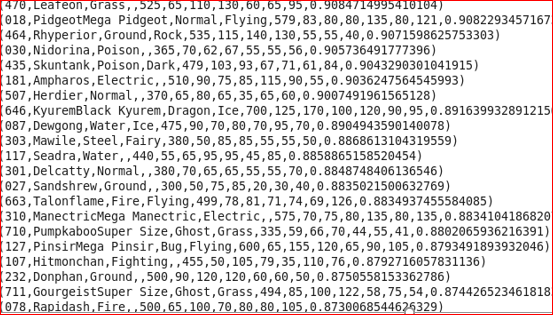 (470, Leafeon,Grass,,525,65,110,130,60,65,95,0.9084714995410104)
(018, PidgeotMega Pidgeot,Normal,Flying,579,83,80,80,135,80,121,0.9082293457167
(464, Rhyperior,Ground,Rock,535,115,140,130,55,55,40,0.9071598625753303)
(030, Nidorina,Poison,,365,70,62,67,55,55,56,0.905736491777396)
(435, Skuntank,Poison,Dark,479,103,93,67,71,61,84,0.9043290301041915)
(181, Ampharos,Electric,,510,90,75,85,115,90,55,0.9036247564545993)
(507, Herdier,Normal,,370,65,80,65,35,65,60,0.9007491961565128)
(646, KyuremBlack Kyurem,Dragon,Ice,700,125,170,100,120,90,95,0.8916399328912150
(087, Dewgong,Water,Ice,475,90,70,80,70,95,70,0.8904943590140078)
(303, Mawile,Steel,Fairy,380,50,85,85,55,55,50,0.8868613104319559)
(117, Seadra,Water,,440,55,65,95,95,45,85,0.8858865158520454)
(301, Delcatty,Normal,,380,70,65,65,55,55,70,0.8848748406136546)
(027, Sandshrew,Ground,,300,50,75,85,20,30,40,0.8835021500632769)
(663, Talonflame,Fire,Flying,499,78,81,71,74,69,126,0.8834937455584085)
(310, ManectricMega Manectric,Electric,,575,70,75,80,135,80,135,0.88341041868820
(710, PumpkabooSuper Size,Ghost,Grass,335,59,66,70,44,55,41,0.8802065936216391)
(127, PinsirMega Pinsir,Bug,Flying,600,65,155,120,65,90,105,0.8793491893932046)
(107, Hitmonchan,Fighting,,455,50,105,79,35,110,76,0.8792716057831136)
(232, Donphan,Ground,,500,90,120,120,60,60,50,0.8750558153362786)
(711, GourgeistSuper Size,Ghost,Grass,494,85,100,122,58,75,54,0.8744265234618185
(078, Rapidash,Fire,,500,65,100,70,80,80,105,0.8730068544626329)